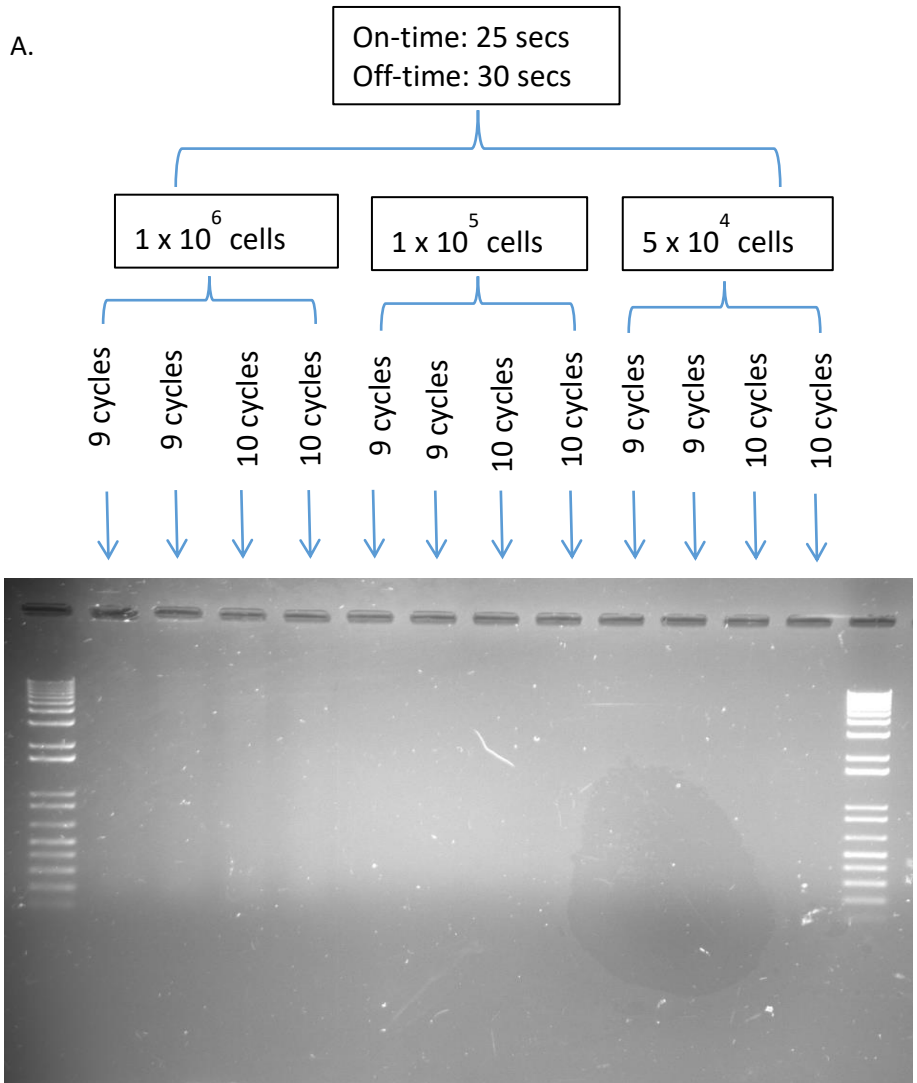 A.
On-time: 25 secs
Off-time: 30 secs
1 x 10⁶ cells
1 x 10⁵ cells
5 x 10⁴ cells
9 cycles
9 cycles
10 cycles
10 cycles
9 cycles
9 cycles
10 cycles
10 cycles
9 cycles
9 cycles
10 cycles
10 cycles